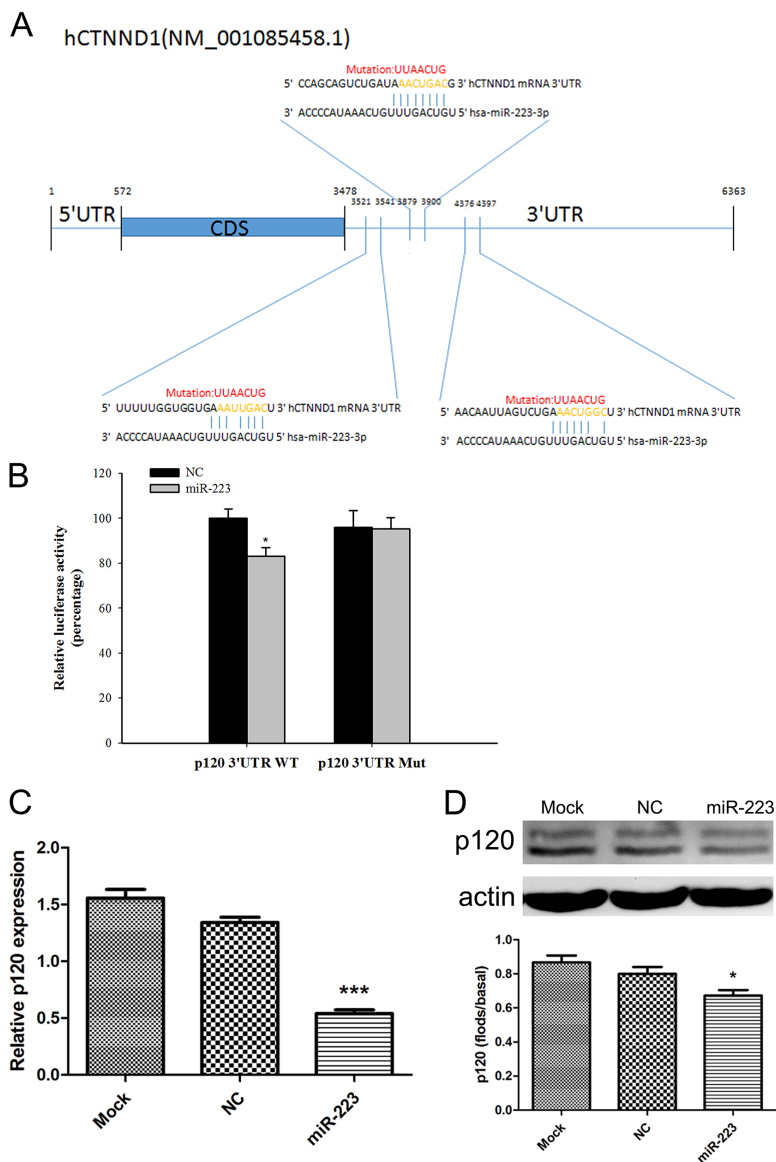 A
hCTNND1(NM_001085458.1)
Mutation:UUAACUG
5' CCAGCAGUCUGAUAAACUGACG 3' hCTNND1 mRNA 3'UTR
3' ACCCCAUAAACUGUUUGACUGU 5' hsa-miR-223-3p
1 572 3478 3521 3541 3879 3900 4376 4397 6363
5'UTR CDS 3'UTR
Mutation:UUAACUG
5' UUUUUGGUGGUGAAAUUGACU 3' hCTNND1 mRNA 3'UTR
3' ACCCCAUAAACUGUUUGACUGU 5' hsa-miR-223-3p
Mutation:UUAACUG
5' AACAAUUAGUCUGAAACUGGCU 3' hCTNND1 mRNA 3'UTR
3' ACCCCAUAAACUGUUUGACUGU 5' hsa-miR-223-3p
B
NC
miR-223
Relative luciferase activity
(percentage)
120
100
80
60
40
20
0
*
p120 3'UTR WT p120 3'UTR Mut
C
Relative p120 expression
2.0
1.5
1.0
0.5
0.0
***
Mock NC miR-223
D
Mock NC miR-223
p120
actin
p120 (flods/basal)
1.0
0.8
0.6
0.4
0.2
0.0
*
Mock NC miR-223